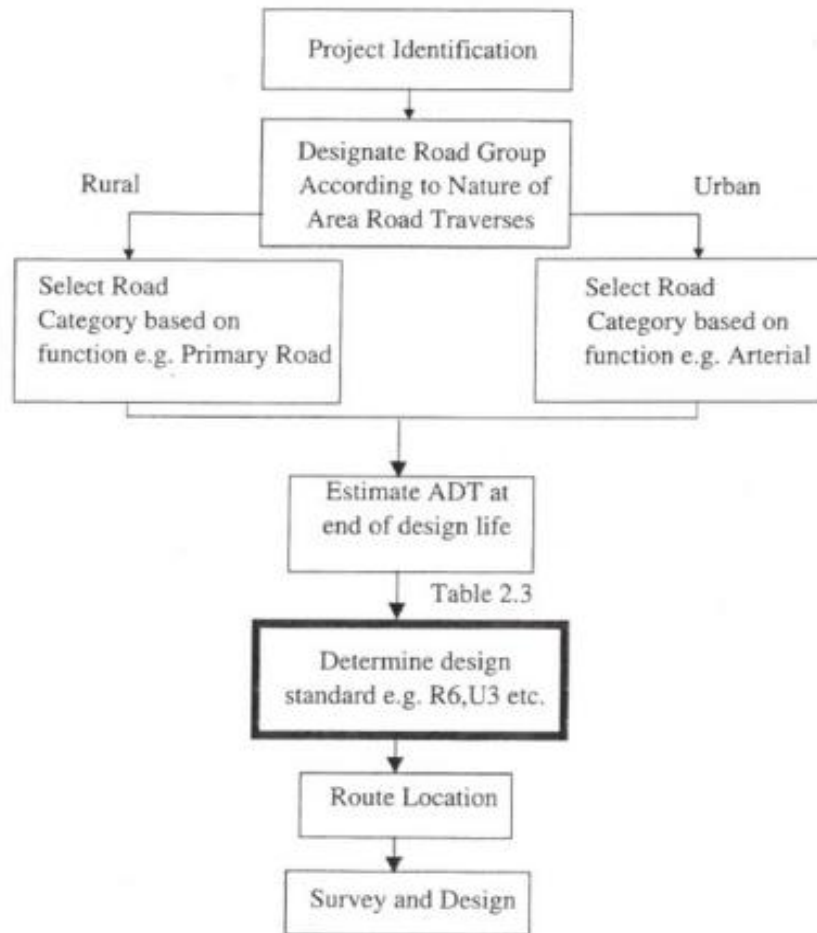 Project Identification
Designate Road Group
According to Nature of
Area Road Traverses
Rural
Urban
Select Road
Category based on
function e.g. Primary Road
Select Road
Category based on
function e.g. Arterial
Estimate ADT at
end of design life
Table 2.3
Determine design
standard e.g. R6,U3 etc.
Route Location
Survey and Design